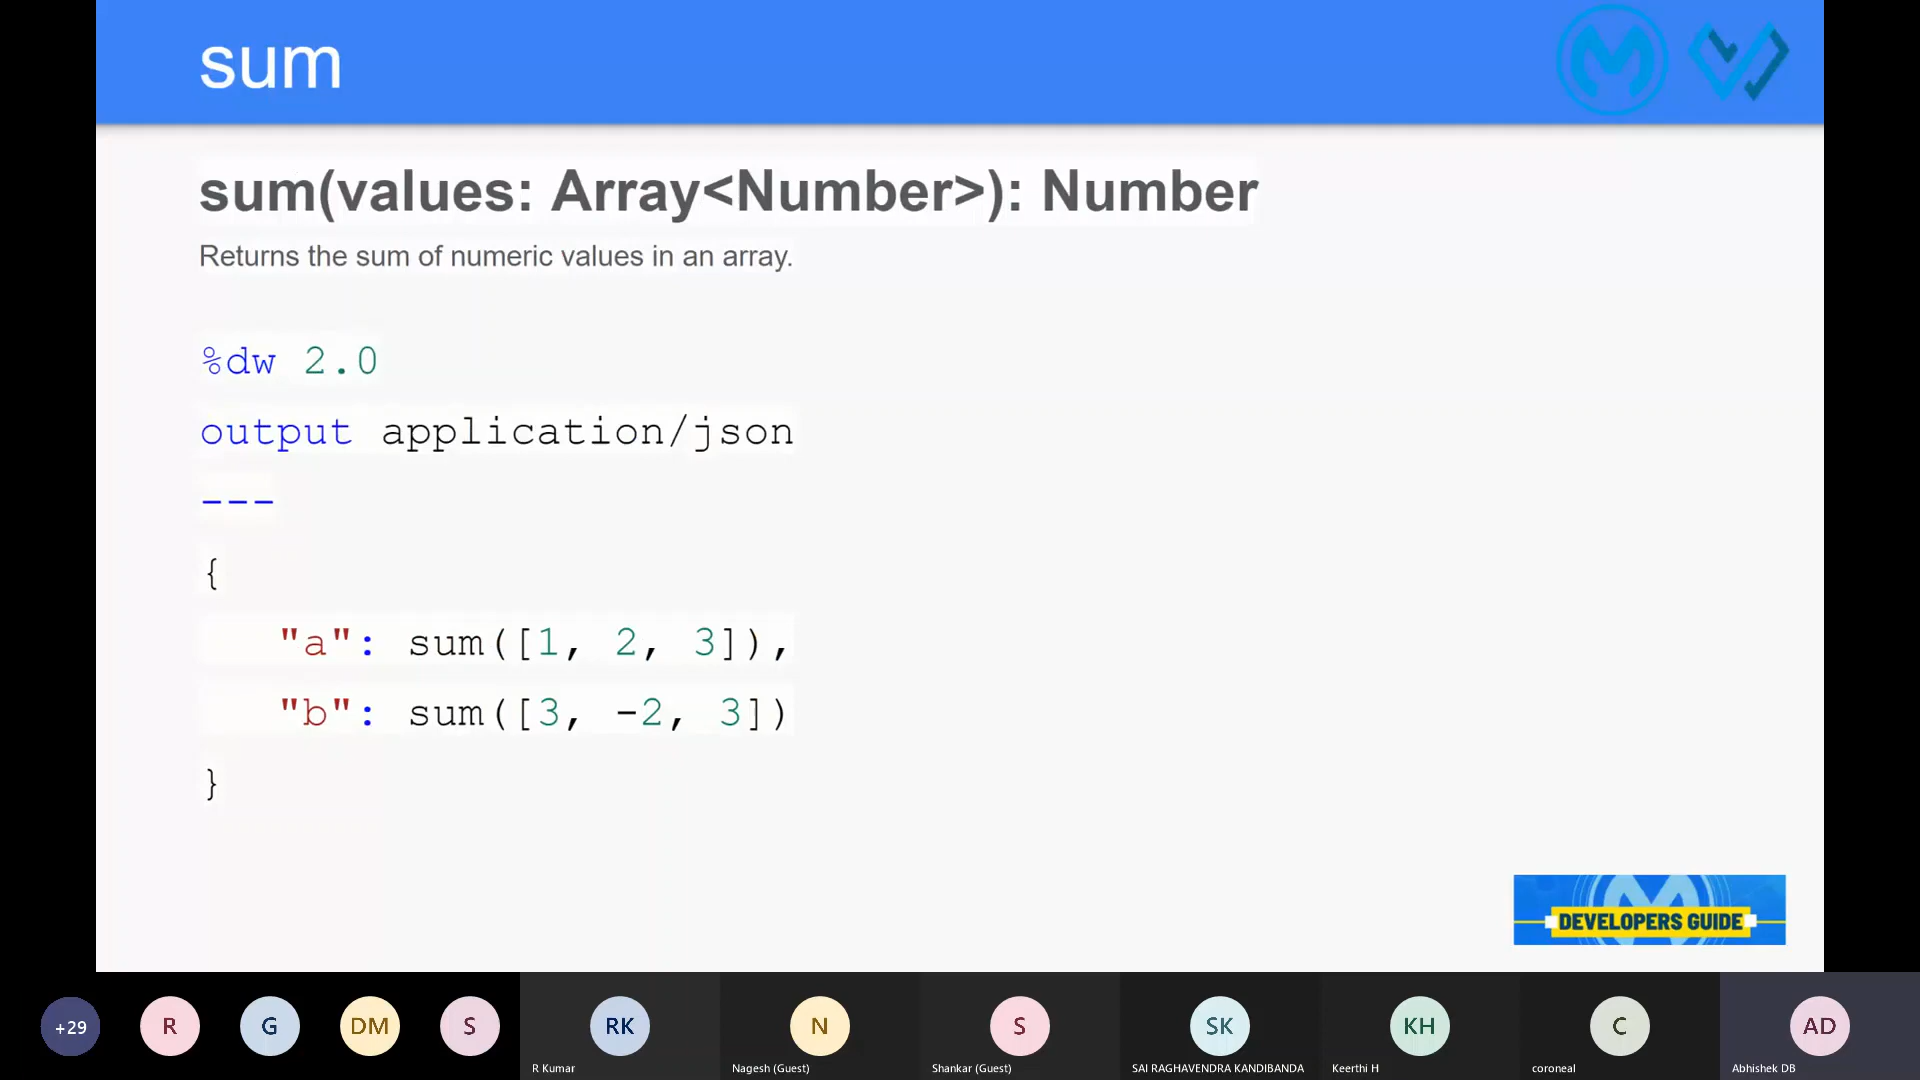 sum
sum(values: Array<Number>): Number
Returns the sum of numeric values in an array.
%dw 2.0
output application/json
---
{
"a": sum([1, 2, 3]),
"b": sum([3, -2, 3])
}
DEVELOPERS GUIDE
+29 R G DM S RK N S SK KH C AD
R Kumar Nagesh (Guest) Shankar (Guest) SAI RAGHAVENDRA KANDIBANDA Keerthi H coroneal Abhishek DB